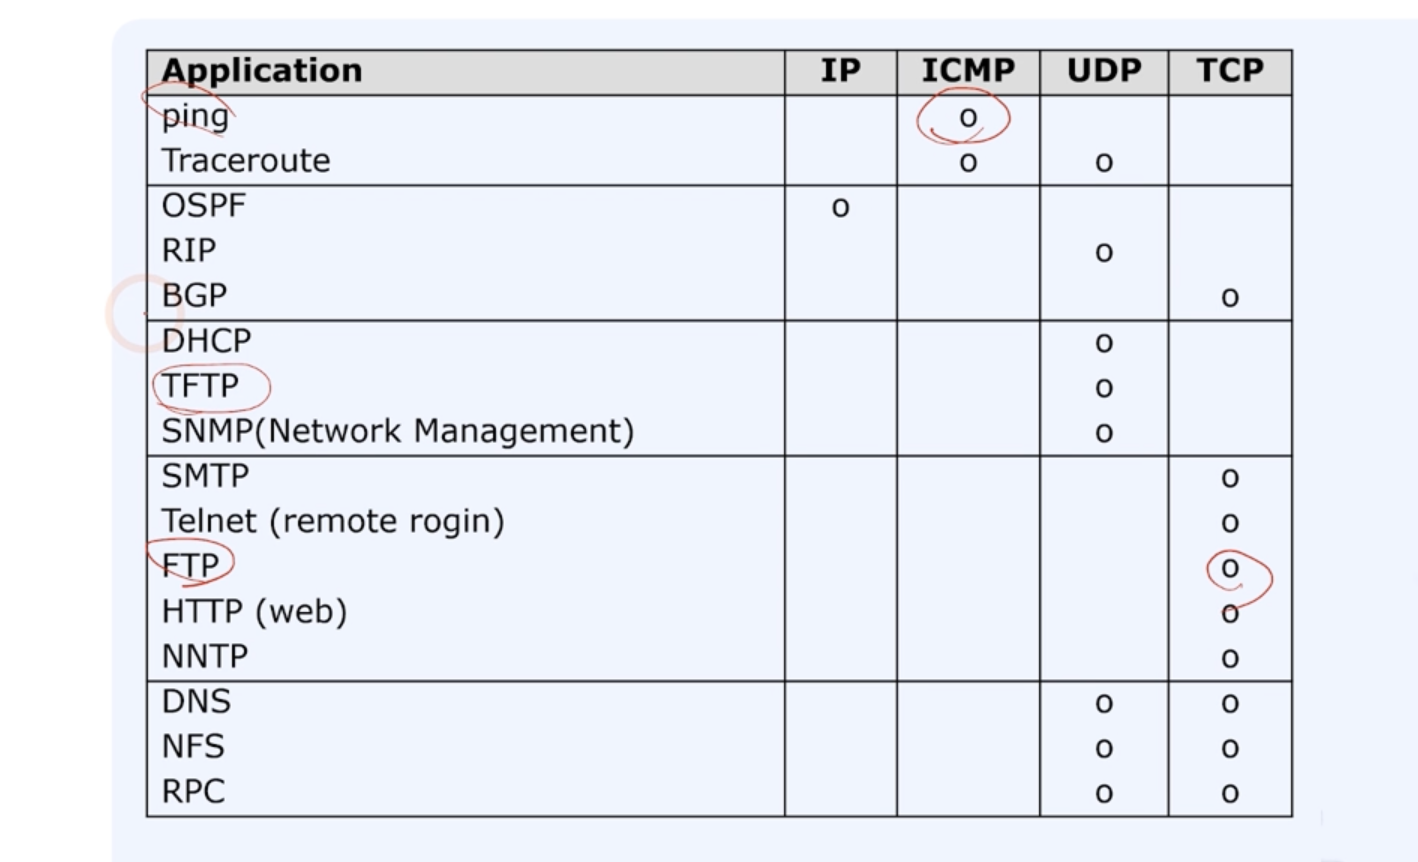 Application IP ICMP UDP TCP
ping o
Traceroute o o
OSPF o
RIP o
BGP o
DHCP o
TFTP o
SNMP(Network Management) o
SMTP o
Telnet (remote rogin) o
FTP o
HTTP (web) o
NNTP o
DNS o o
NFS o o
RPC o o